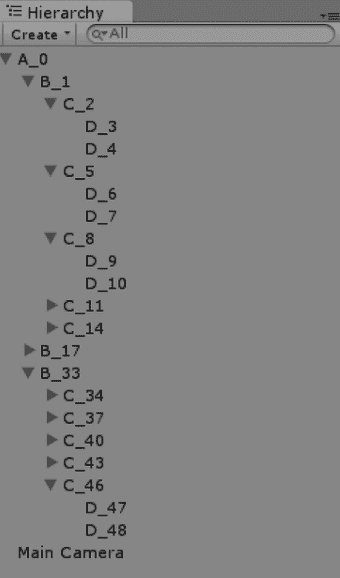 Hierarchy
Create All
A_0
B_1
C_2
D_3
D_4
C_5
D_6
D_7
C_8
D_9
D_10
C_11
C_14
B_17
B_33
C_34
C_37
C_40
C_43
C_46
D_47
D_48
Main Camera